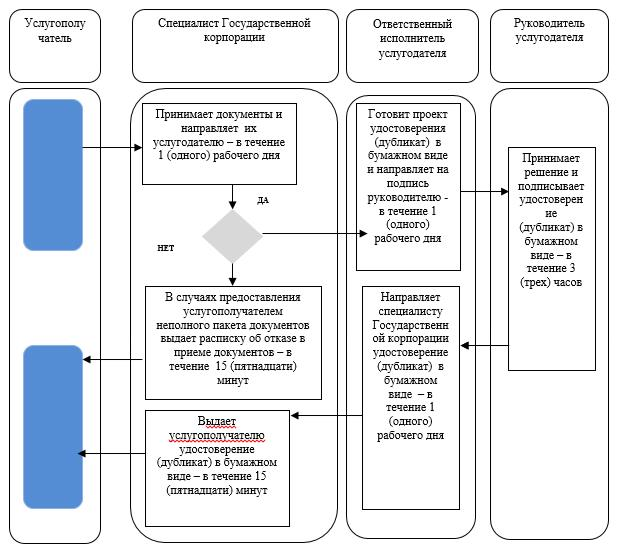 Услугополу
чатель
Специалист Государственной
корпорации
Ответственный
исполнитель
услугодателя
Руководитель
услугодателя
Принимает документы и
направляет их
услугодателю – в течение
1 (одного) рабочего дня
ДА
НЕТ
В случаях предоставления
услугополучателем
неполного пакета документов
выдает расписку об отказе в
приеме документов – в
течение 15 (пятнадцати)
минут
Выдает
услугополучателю
удостоверение
(дубликат) в бумажном
виде – в течение 15
(пятнадцати) минут
Готовит проект
удостоверения
(дубликат) в
бумажном виде
и направляет на
подпись
руководителю -
в течение 1
(одного)
рабочего дня
Направляет
специалисту
Государственн
ой корпорации
удостоверение
(дубликат) в
бумажном
виде – в
течение 1
(одного)
рабочего дня
Принимает
решение и
подписывает
удостоверен
ие
(дубликат) в
бумажном
виде – в
течение 3
(трех) часов